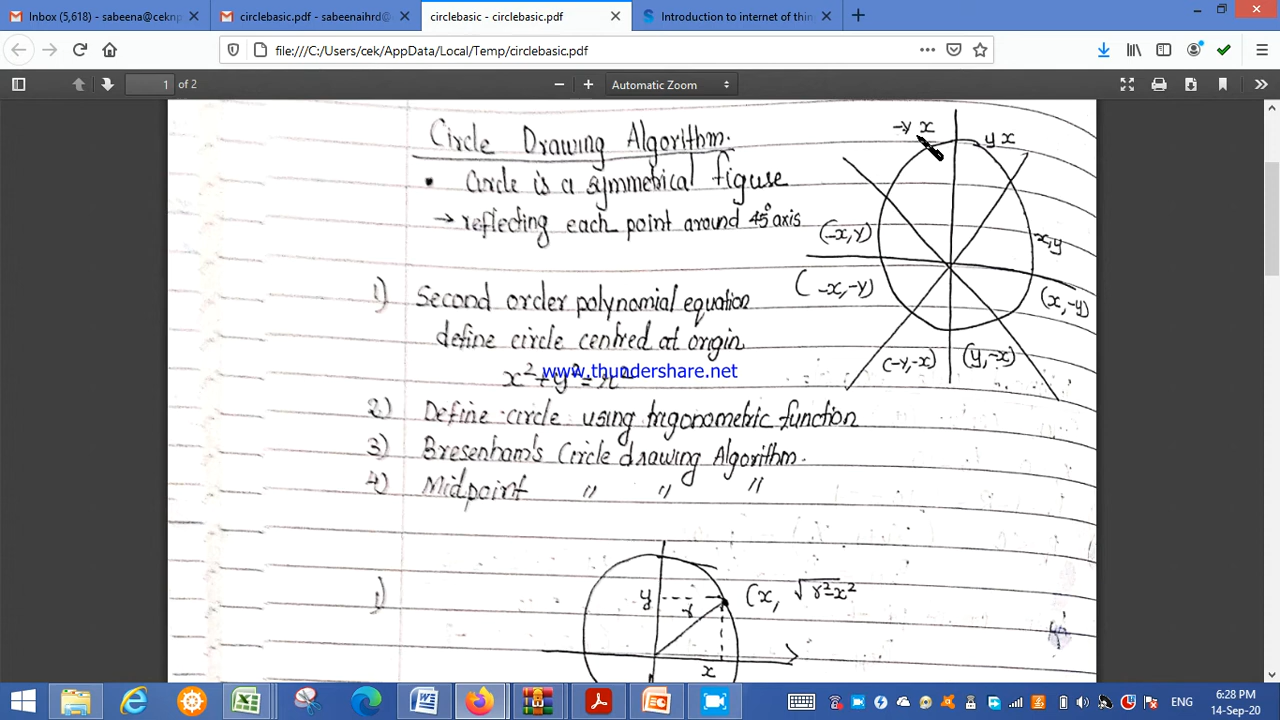 Inbox (5,618) - sabeena@ceknp
circlebasic.pdf - sabeenaihrd@
circlebasic - circlebasic.pdf
Introduction to internet of thin
file:///C:/Users/cek/AppData/Local/Temp/circlebasic.pdf
1 of 2
Automatic Zoom
Circle Drawing Algorithm.
• Circle is a symmetrical figure
→ reflecting each point around 45° axis
-y x
y x
(-x,y)
x,y
(-x,-y)
(x,-y)
(-y,-x)
(y,-x)
1) Second order polynamial equation
define circle centred at origin
x²+y²=r²
www.thundershare.net
2) Define circle using trigonometric function
3) Bresenham's Circle drawing Algorithm.
4) Midpoint " " "
1)
y
r
(x, √r²-x²
x
ENG
6:28 PM
14-Sep-20